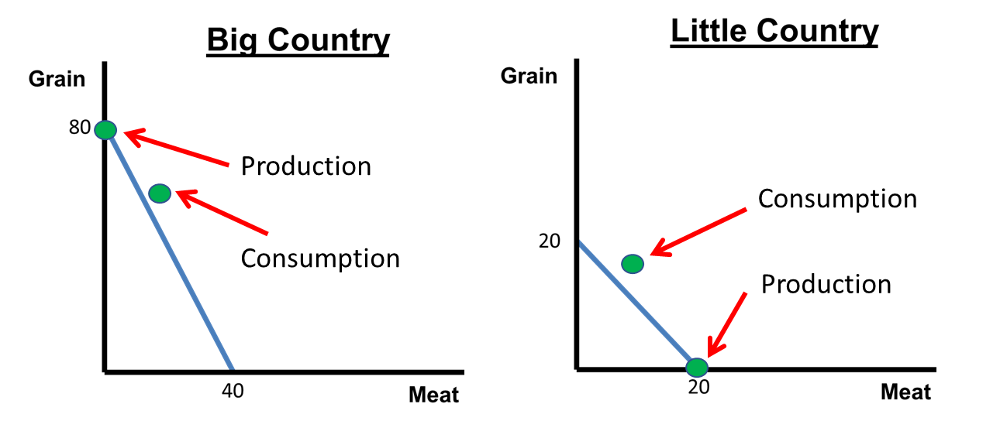 Big Country
Grain
80
Production
Consumption
40
Meat
Little Country
Grain
Consumption
20
Production
20
Meat